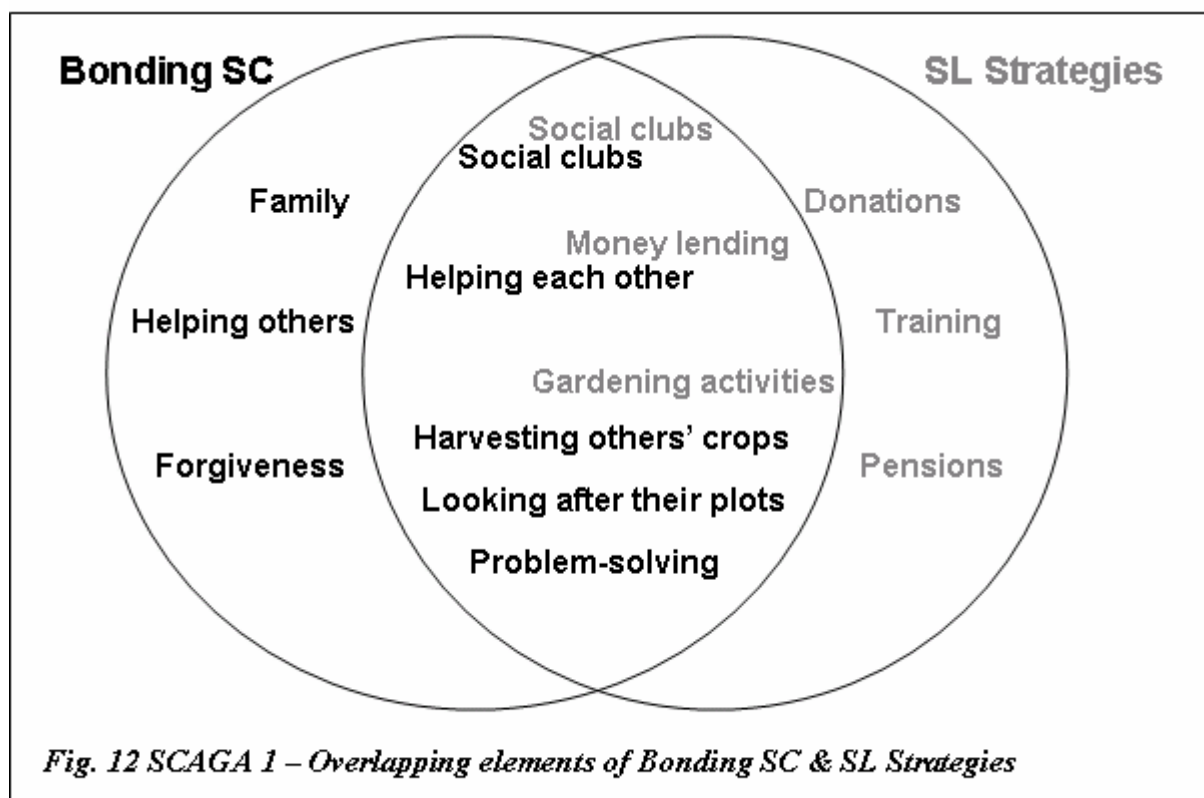 Bonding SC
SL Strategies
Social clubs
Social clubs
Family
Donations
Money lending
Helping each other
Helping others
Training
Gardening activities
Harvesting others' crops
Forgiveness
Pensions
Looking after their plots
Problem-solving
Fig. 12 SCAGA 1 – Overlapping elements of Bonding SC & SL Strategies